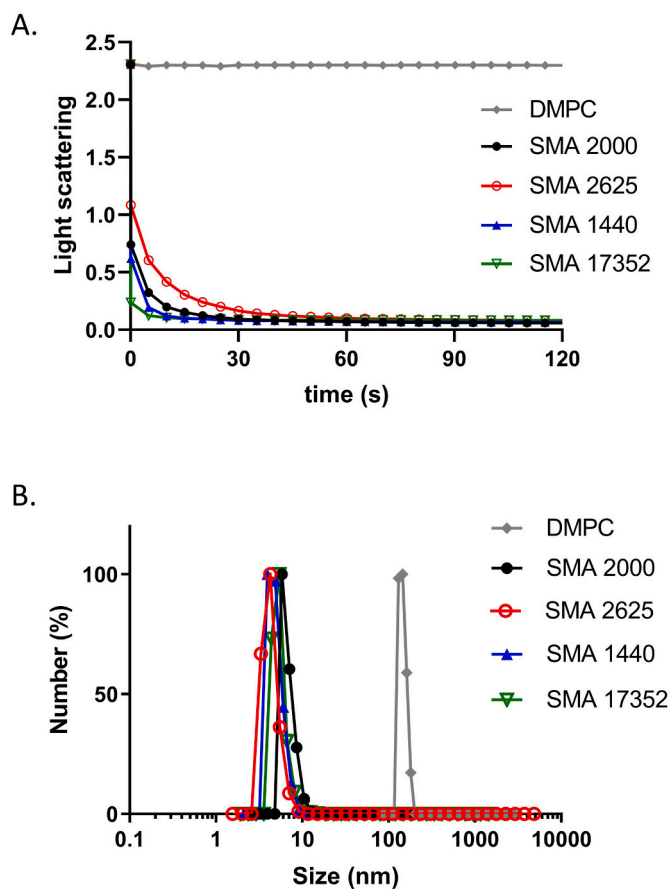 A.
2.5
2.0
1.5
1.0
0.5
0.0
Light scattering
0 30 60 90 120
time (s)
DMPC
SMA 2000
SMA 2625
SMA 1440
SMA 17352
B.
100
50
0
Number (%)
0.1 1 10 100 1000 10000
Size (nm)
DMPC
SMA 2000
SMA 2625
SMA 1440
SMA 17352